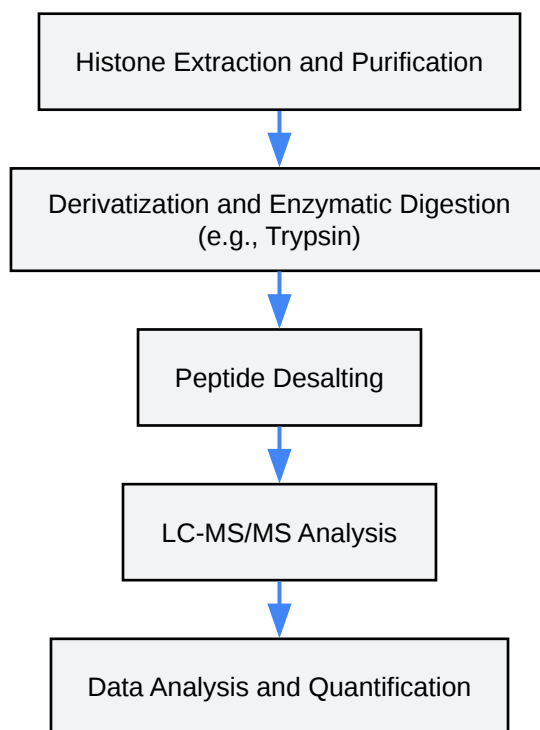 Histone Extraction and Purification
Derivatization and Enzymatic Digestion
(e.g., Trypsin)
Peptide Desalting
LC-MS/MS Analysis
Data Analysis and Quantification